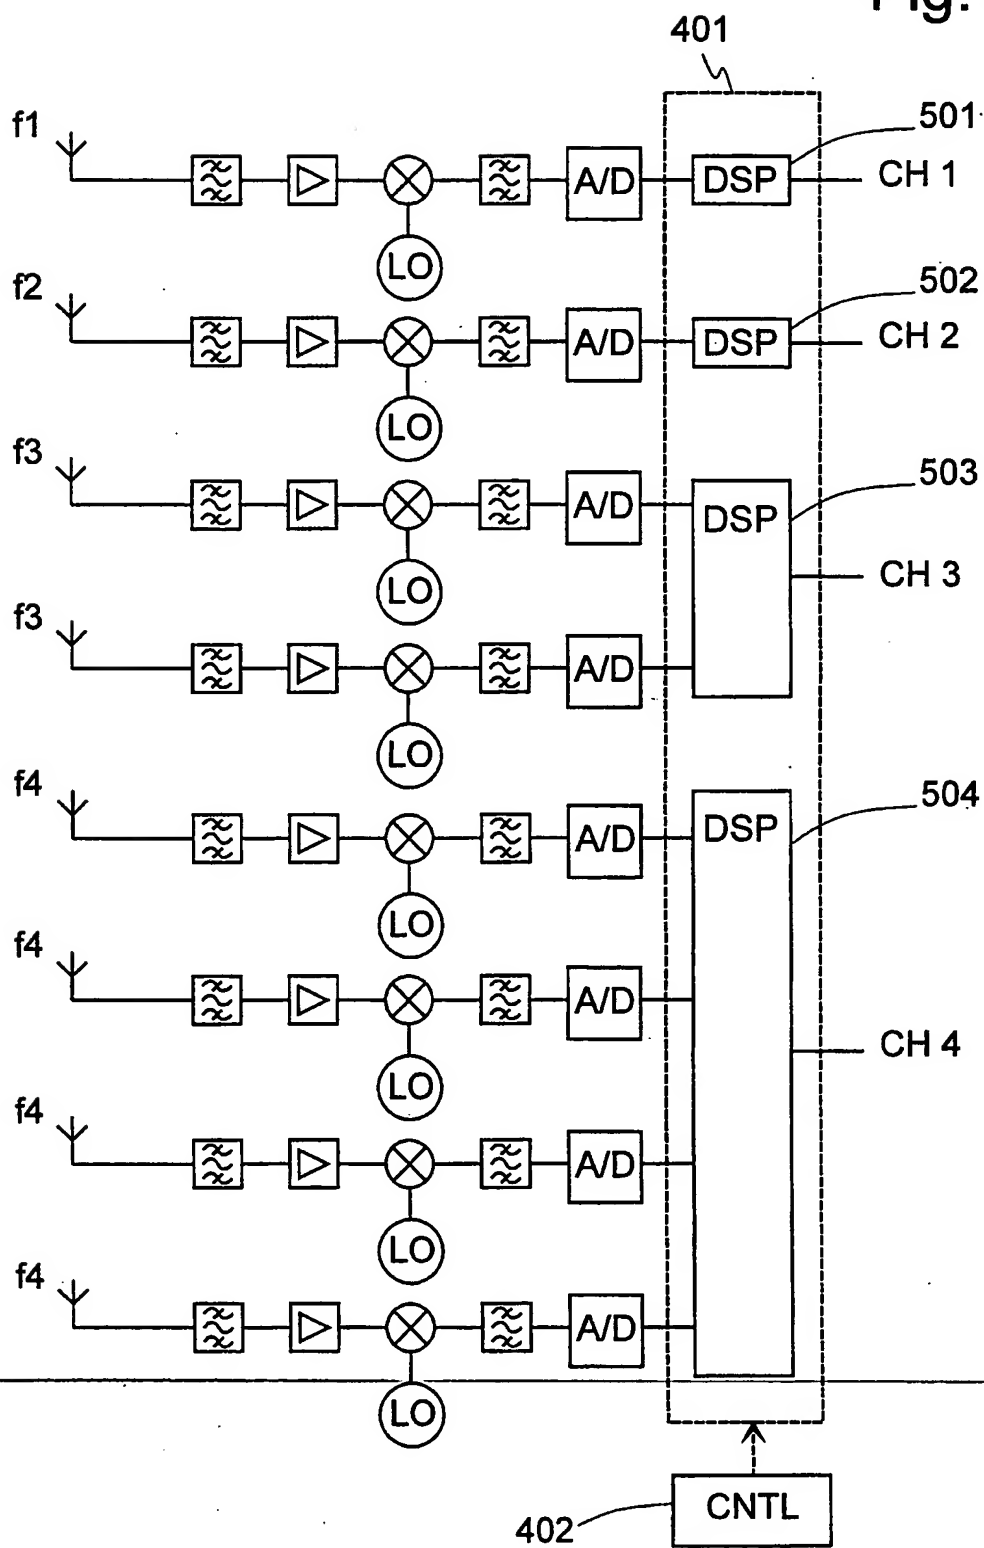 Fig.
401
f1
A/D
DSP
501
CH 1
LO
f2
A/D
DSP
502
CH 2
LO
f3
A/D
DSP
503
LO
CH 3
f3
A/D
LO
f4
A/D
DSP
504
LO
f4
A/D
CH 4
LO
f4
A/D
LO
f4
A/D
LO
402
CNTL